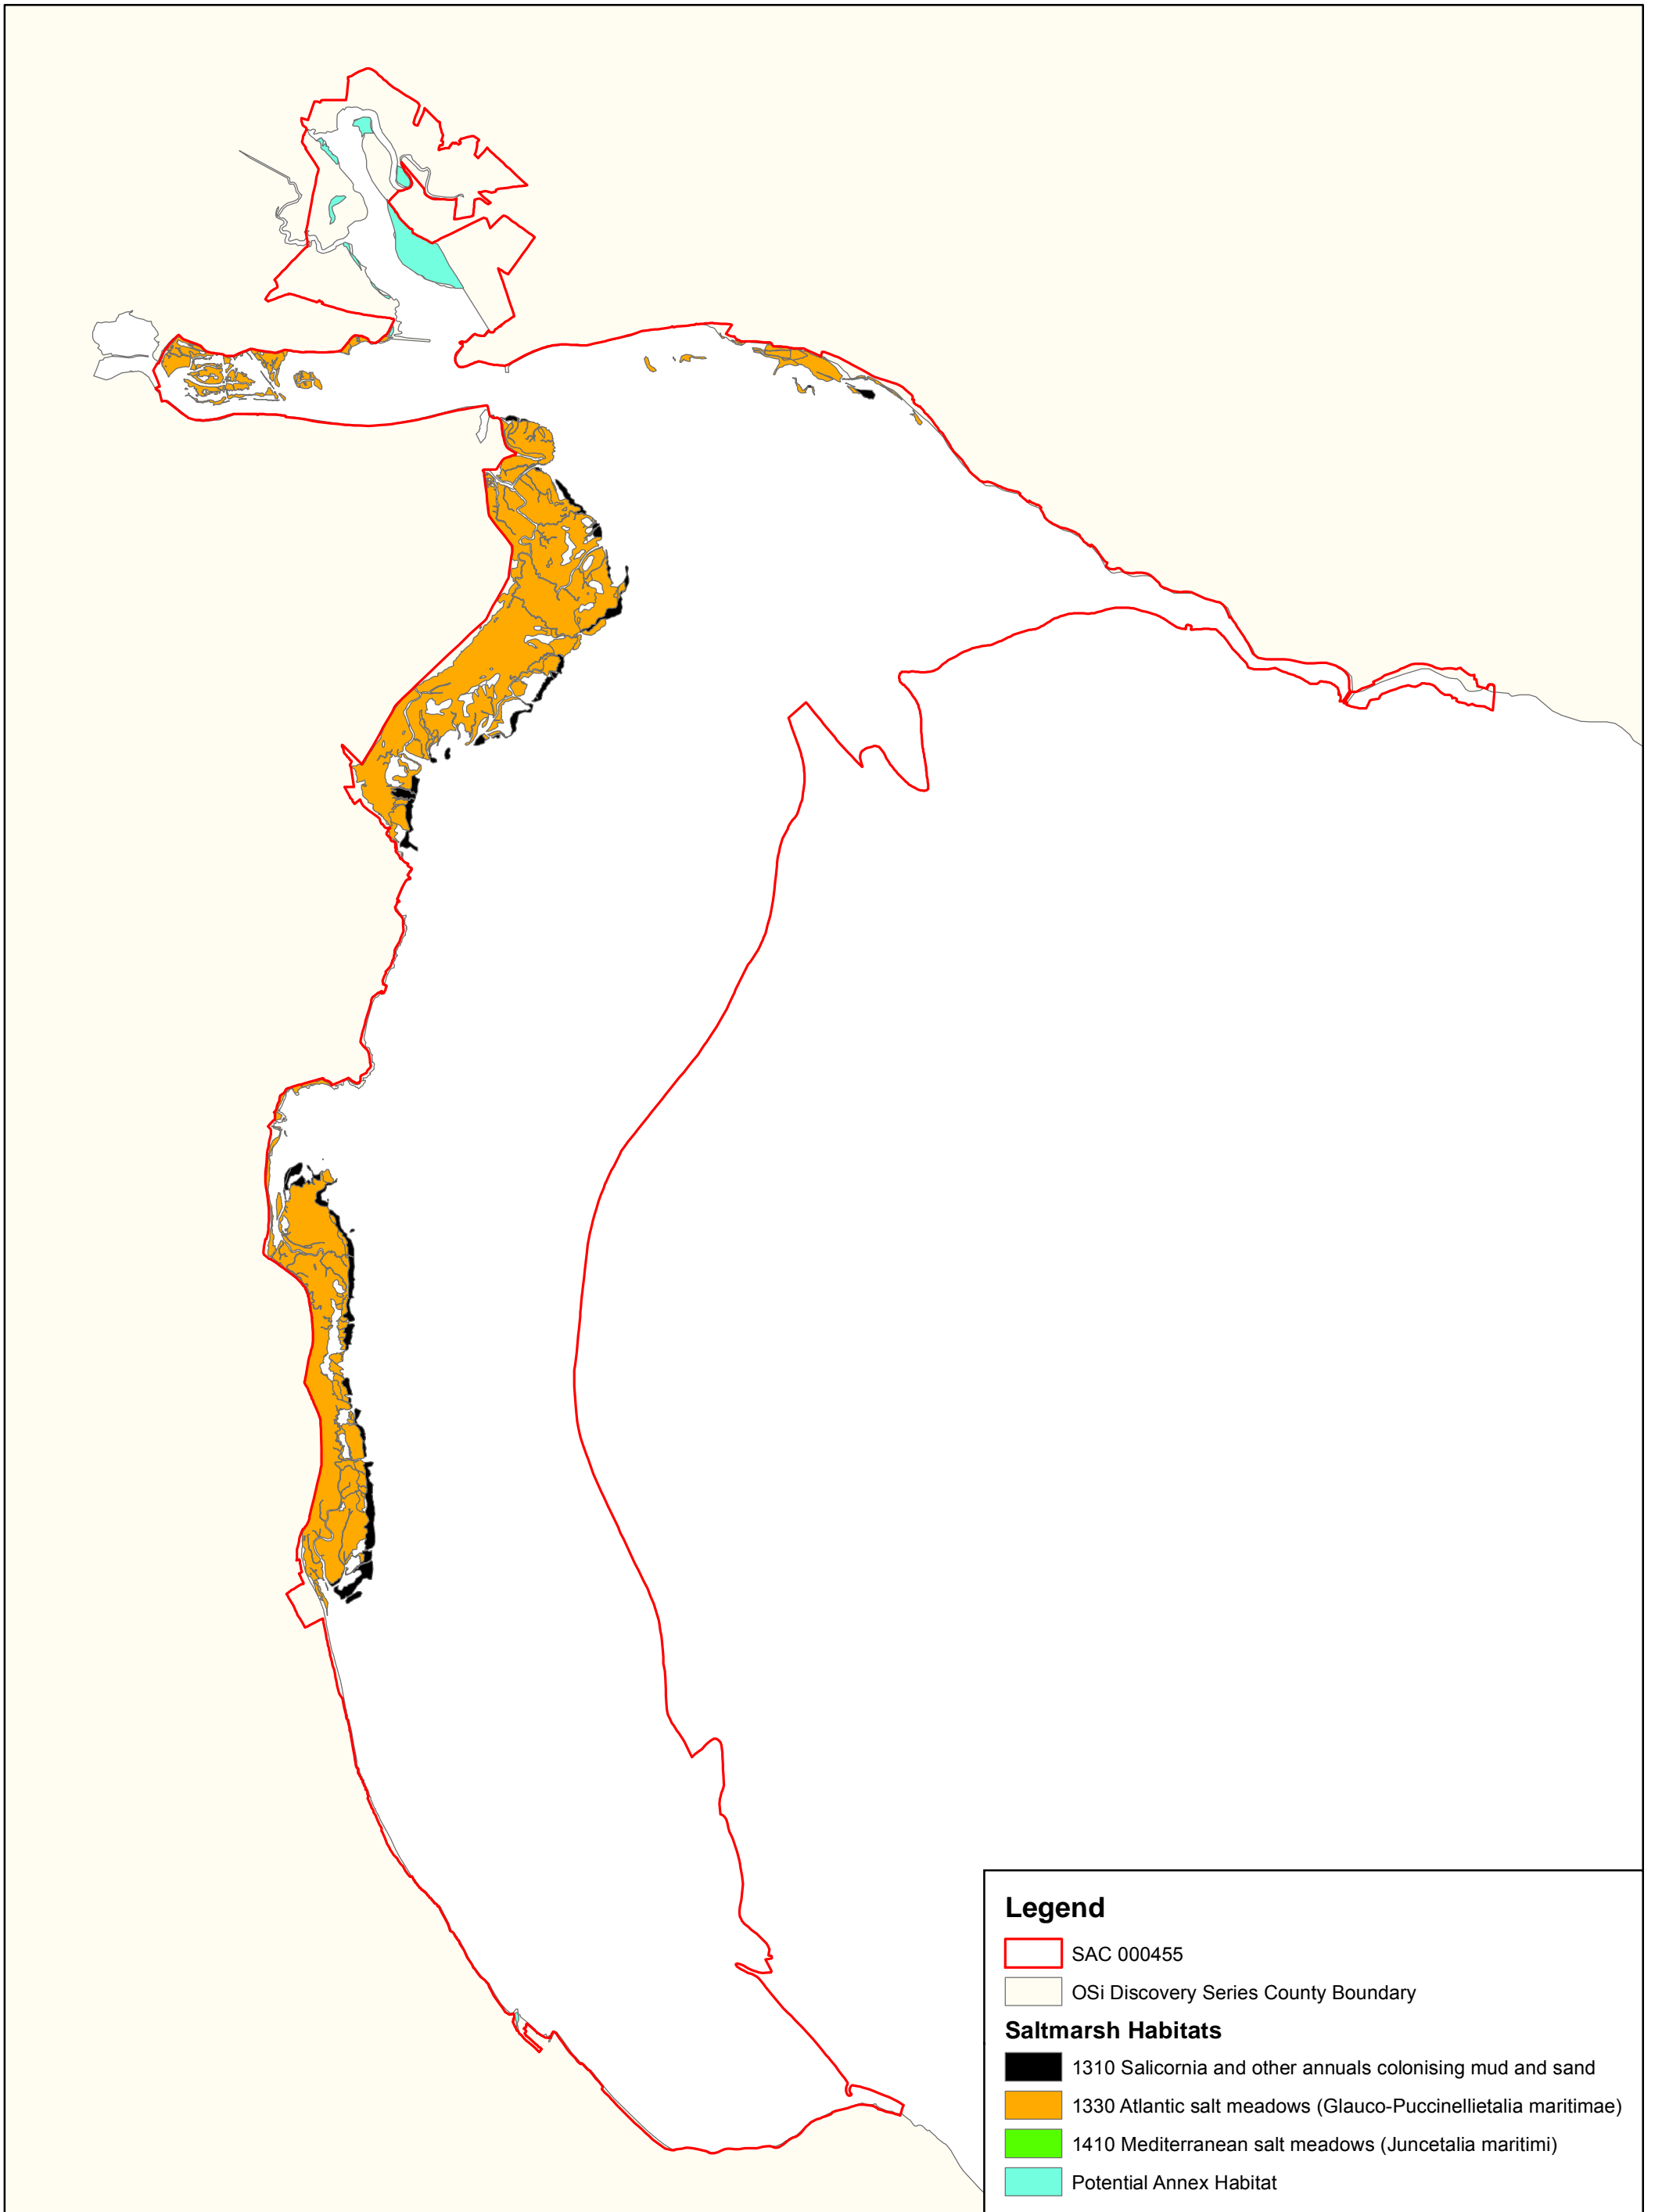 Legend
SAC 000455
OSi Discovery Series County Boundary
Saltmarsh Habitats
1310 Salicornia and other annuals colonising mud and sand
1330 Atlantic salt meadows (Glauco-Puccinellietalia maritimae)
1410 Mediterranean salt meadows (Juncetalia maritimi)
Potential Annex Habitat